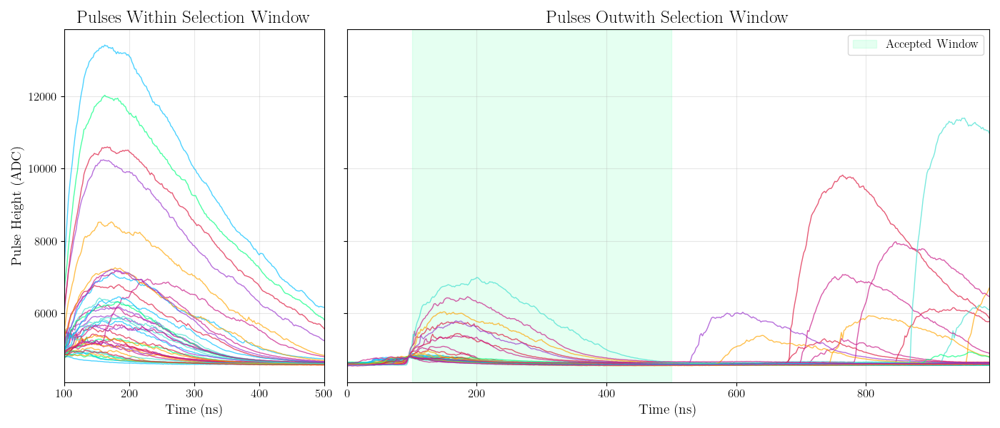 Pulses Within Selection Window
Pulses Outwith Selection Window
Accepted Window
12000
10000
8000
6000
Pulse Height (ADC)
100 200 300 400 500
0 200 400 600 800
Time (ns)
Time (ns)